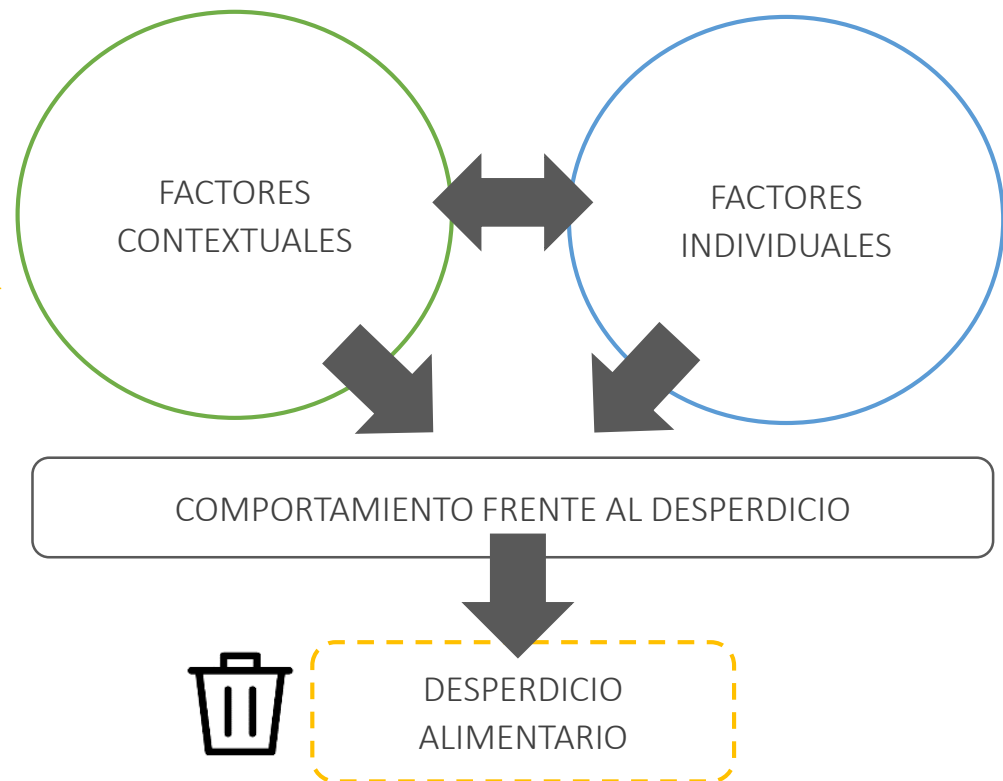 FACTORES
CONTEXTUALES
FACTORES
INDIVIDUALES
COMPORTAMIENTO FRENTE AL DESPERDICIO
DESPERDICIO
ALIMENTARIO